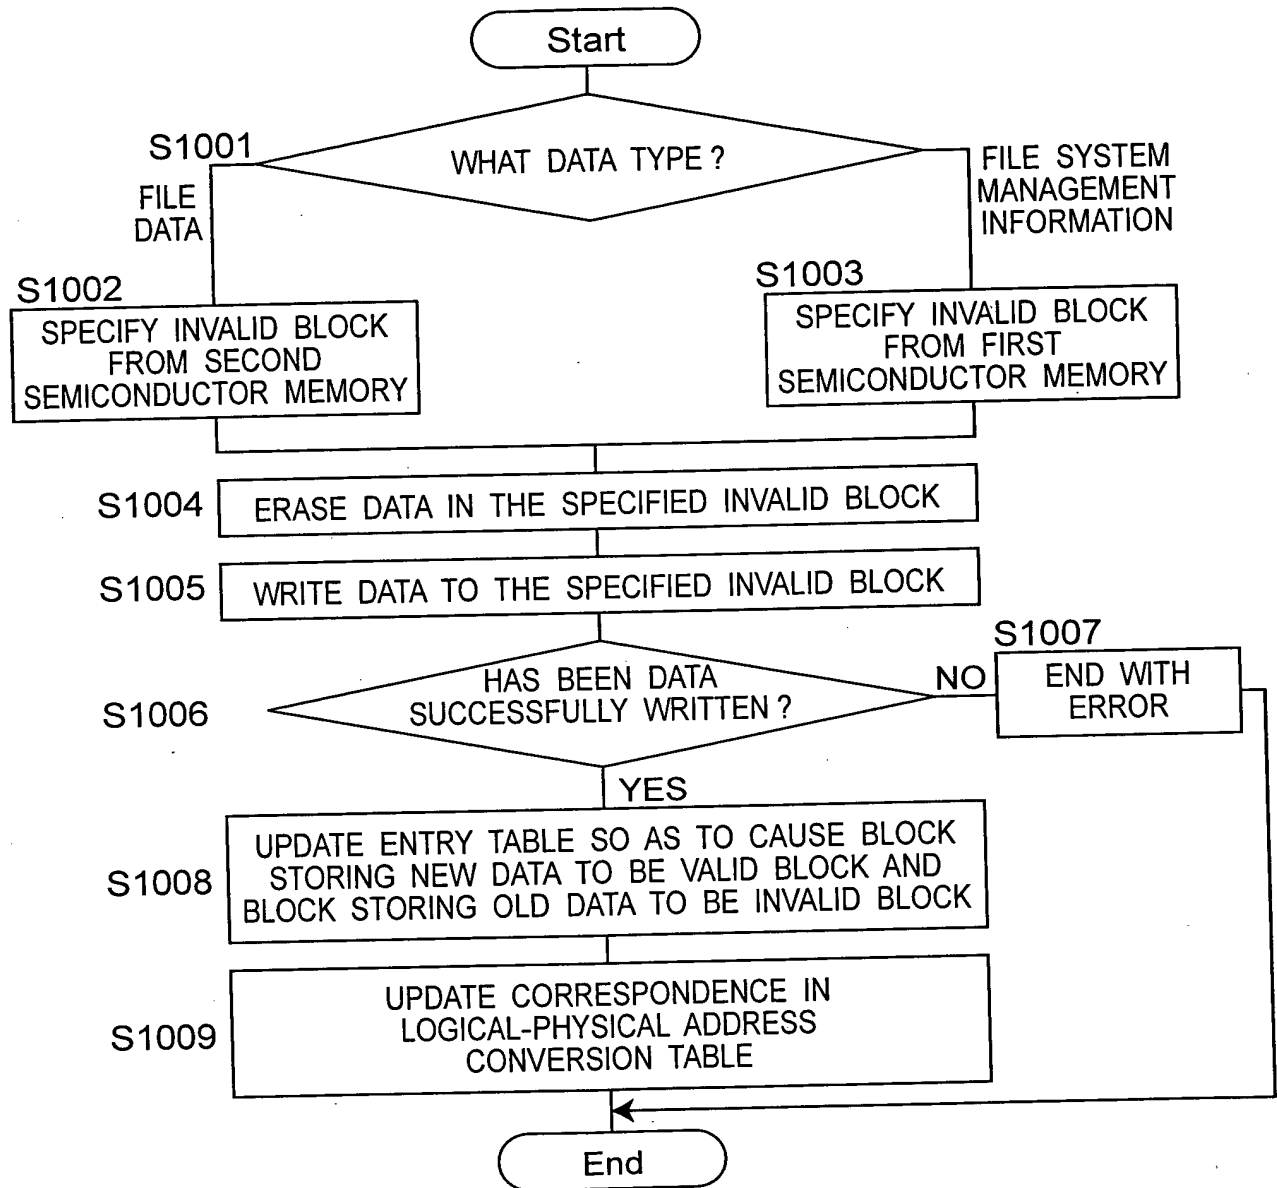 Start
S1001
WHAT DATA TYPE ?
FILE
DATA
FILE SYSTEM
MANAGEMENT
INFORMATION
S1002
SPECIFY INVALID BLOCK
FROM SECOND
SEMICONDUCTOR MEMORY
S1003
SPECIFY INVALID BLOCK
FROM FIRST
SEMICONDUCTOR MEMORY
S1004
ERASE DATA IN THE SPECIFIED INVALID BLOCK
S1005
WRITE DATA TO THE SPECIFIED INVALID BLOCK
S1006
HAS BEEN DATA
SUCCESSFULLY WRITTEN ?
NO
S1007
END WITH
ERROR
YES
S1008
UPDATE ENTRY TABLE SO AS TO CAUSE BLOCK
STORING NEW DATA TO BE VALID BLOCK AND
BLOCK STORING OLD DATA TO BE INVALID BLOCK
S1009
UPDATE CORRESPONDENCE IN
LOGICAL-PHYSICAL ADDRESS
CONVERSION TABLE
End